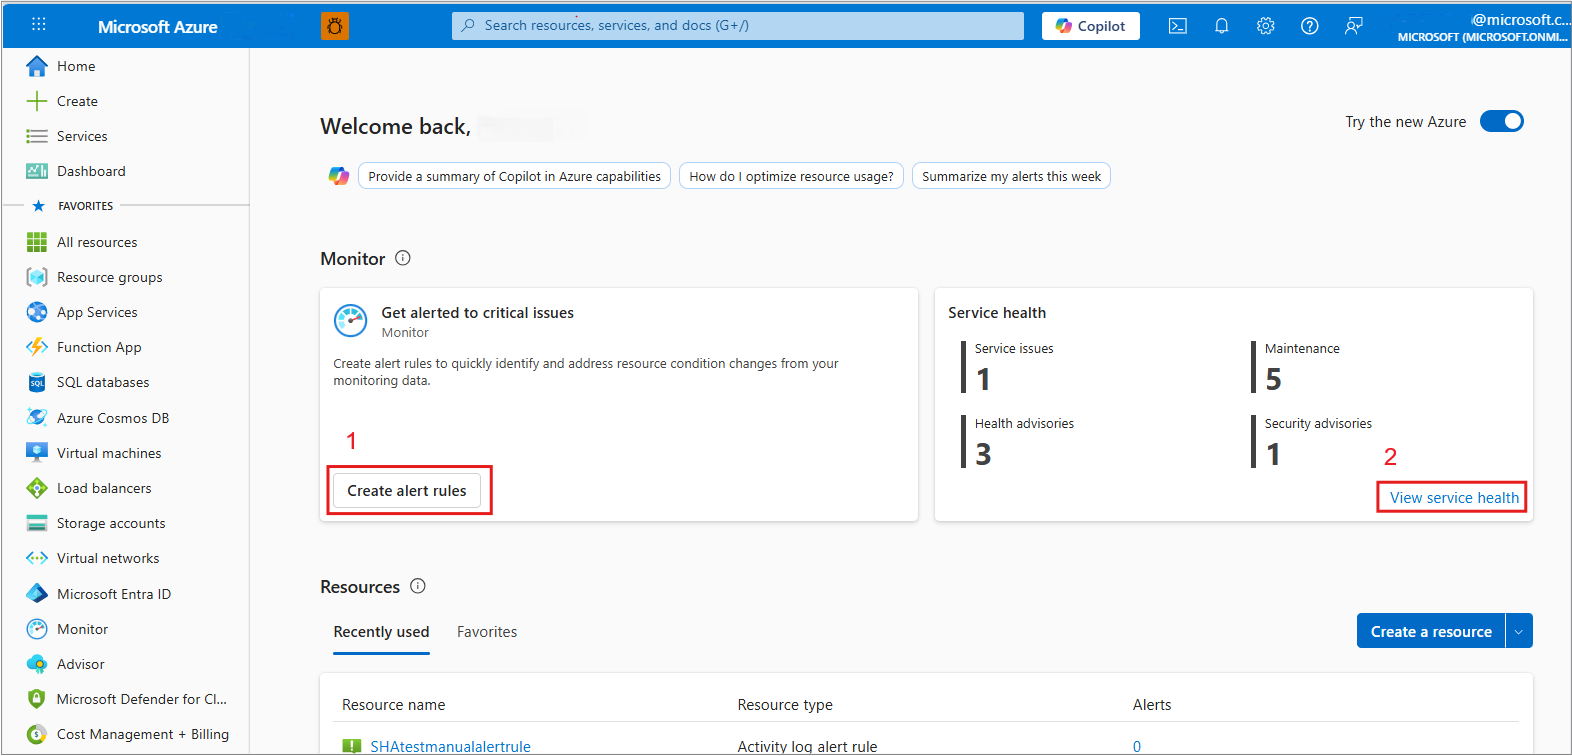 Microsoft Azure
Search resources, services, and docs (G+/)
Copilot
@microsoft.c...
MICROSOFT (MICROSOFT.ONMI...
Home
Create
Services
Dashboard
FAVORITES
All resources
Resource groups
App Services
Function App
SQL databases
Azure Cosmos DB
Virtual machines
Load balancers
Storage accounts
Virtual networks
Microsoft Entra ID
Monitor
Advisor
Microsoft Defender for Cl...
Cost Management + Billing
Welcome back,
Try the new Azure
Provide a summary of Copilot in Azure capabilities
How do I optimize resource usage?
Summarize my alerts this week
Monitor
Get alerted to critical issues
Monitor
Create alert rules to quickly identify and address resource condition changes from your
monitoring data.
1
Create alert rules
Service health
Service issues
1
Maintenance
5
Health advisories
3
Security advisories
1
2
View service health
Resources
Recently used
Favorites
Create a resource
Resource name
Resource type
Alerts
SHAtestmanualalertrule
Activity log alert rule
0